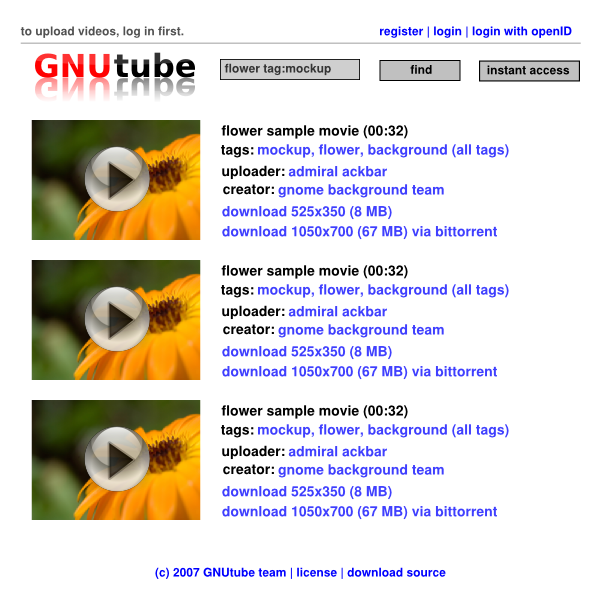 to upload videos, log in first.
register | login | login with openID
GNUtube
flower tag:mockup
find
instant access
flower sample movie (00:32)
tags: mockup, flower, background (all tags)
uploader: admiral ackbar
creator: gnome background team
download 525x350 (8 MB)
download 1050x700 (67 MB) via bittorrent
flower sample movie (00:32)
tags: mockup, flower, background (all tags)
uploader: admiral ackbar
creator: gnome background team
download 525x350 (8 MB)
download 1050x700 (67 MB) via bittorrent
flower sample movie (00:32)
tags: mockup, flower, background (all tags)
uploader: admiral ackbar
creator: gnome background team
download 525x350 (8 MB)
download 1050x700 (67 MB) via bittorrent
(c) 2007 GNUtube team | license | download source